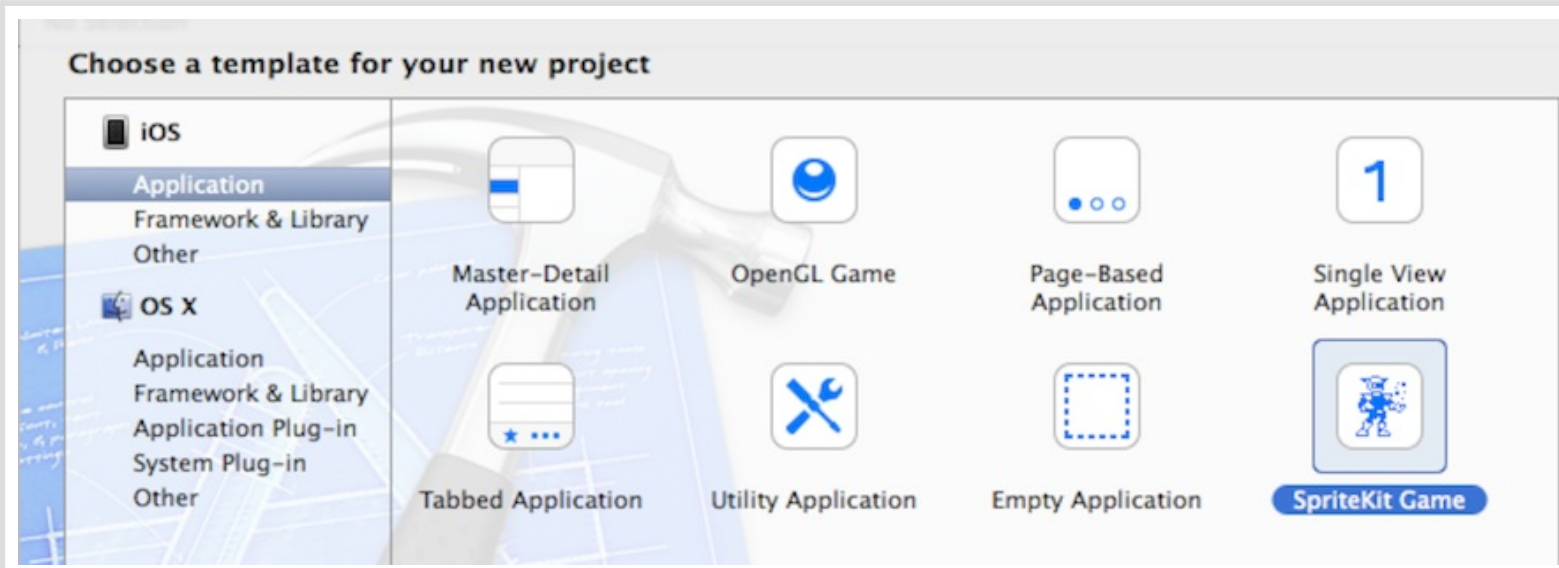 No Selection
Choose a template for your new project
iOS
Application
Framework & Library
Other
OS X
Application
Framework & Library
Application Plug-in
System Plug-in
Other
Master-Detail
Application
OpenGL Game
Page-Based
Application
1
Single View
Application
Tabbed Application
Utility Application
Empty Application
SpriteKit Game